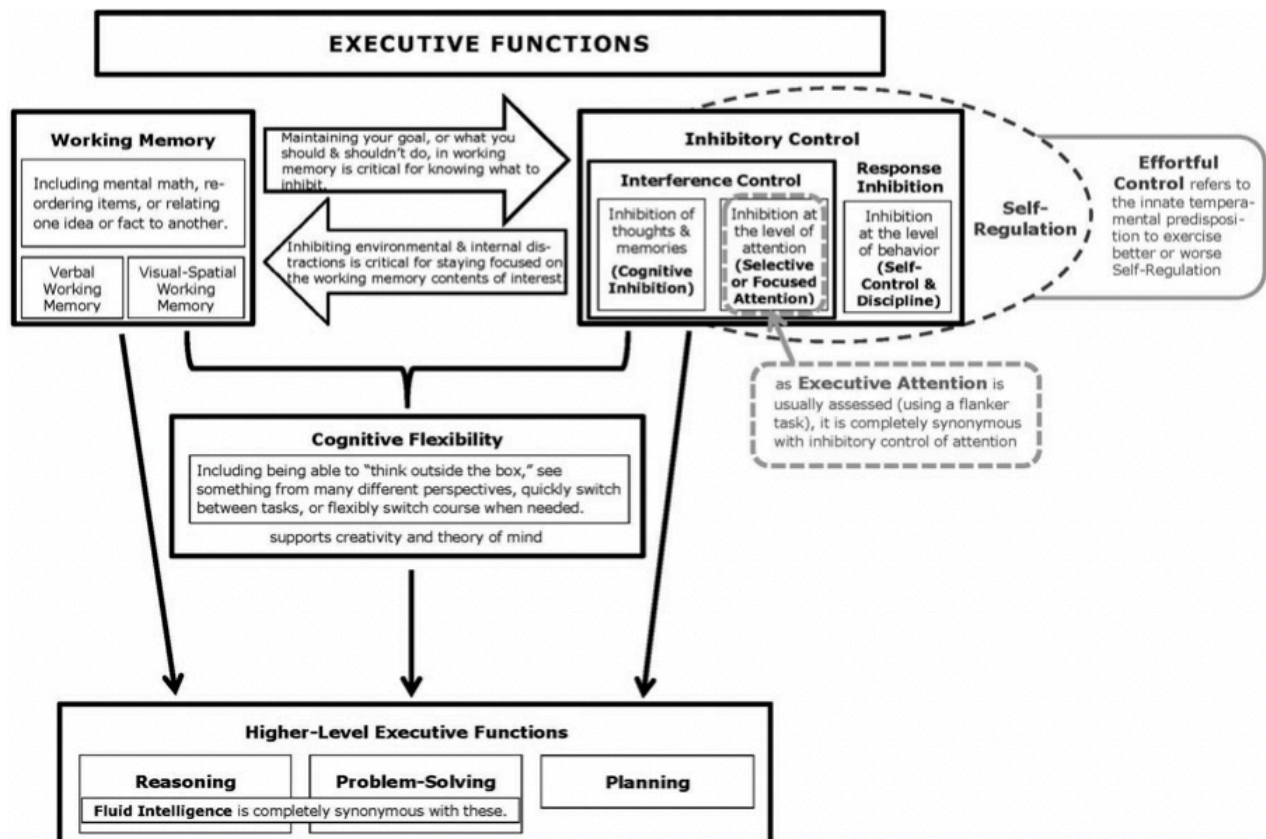 EXECUTIVE FUNCTIONS
Working Memory
Including mental math, re-
ordering items, or relating
one idea or fact to another.
Verbal
Working
Memory
Visual-Spatial
Working
Memory
Maintaining your goal, or what you
should & shouldn't do, in working
memory is critical for knowing what to
inhibit.
Inhibiting environmental & internal dis-
tractions is critical for staying focused on
the working memory contents of interest.
Inhibitory Control
Interference Control
Inhibition of
thoughts &
memories
(Cognitive
Inhibition)
Inhibition at
the level of
attention
(Selective
or Focused
Attention)
Response
Inhibition
Inhibition
at the level
of behavior
(Self-
Control &
Discipline)
Self-
Regulation
Effortful
Control refers to
the innate tempera-
mental predisposi-
tion to exercise
better or worse
Self-Regulation
as Executive Attention is
usually assessed (using a flanker
task), it is completely synonymous
with inhibitory control of attention
Cognitive Flexibility
Including being able to “think outside the box,” see
something from many different perspectives, quickly switch
between tasks, or flexibly switch course when needed.
supports creativity and theory of mind
Higher-Level Executive Functions
Reasoning
Problem-Solving
Planning
Fluid Intelligence is completely synonymous with these.